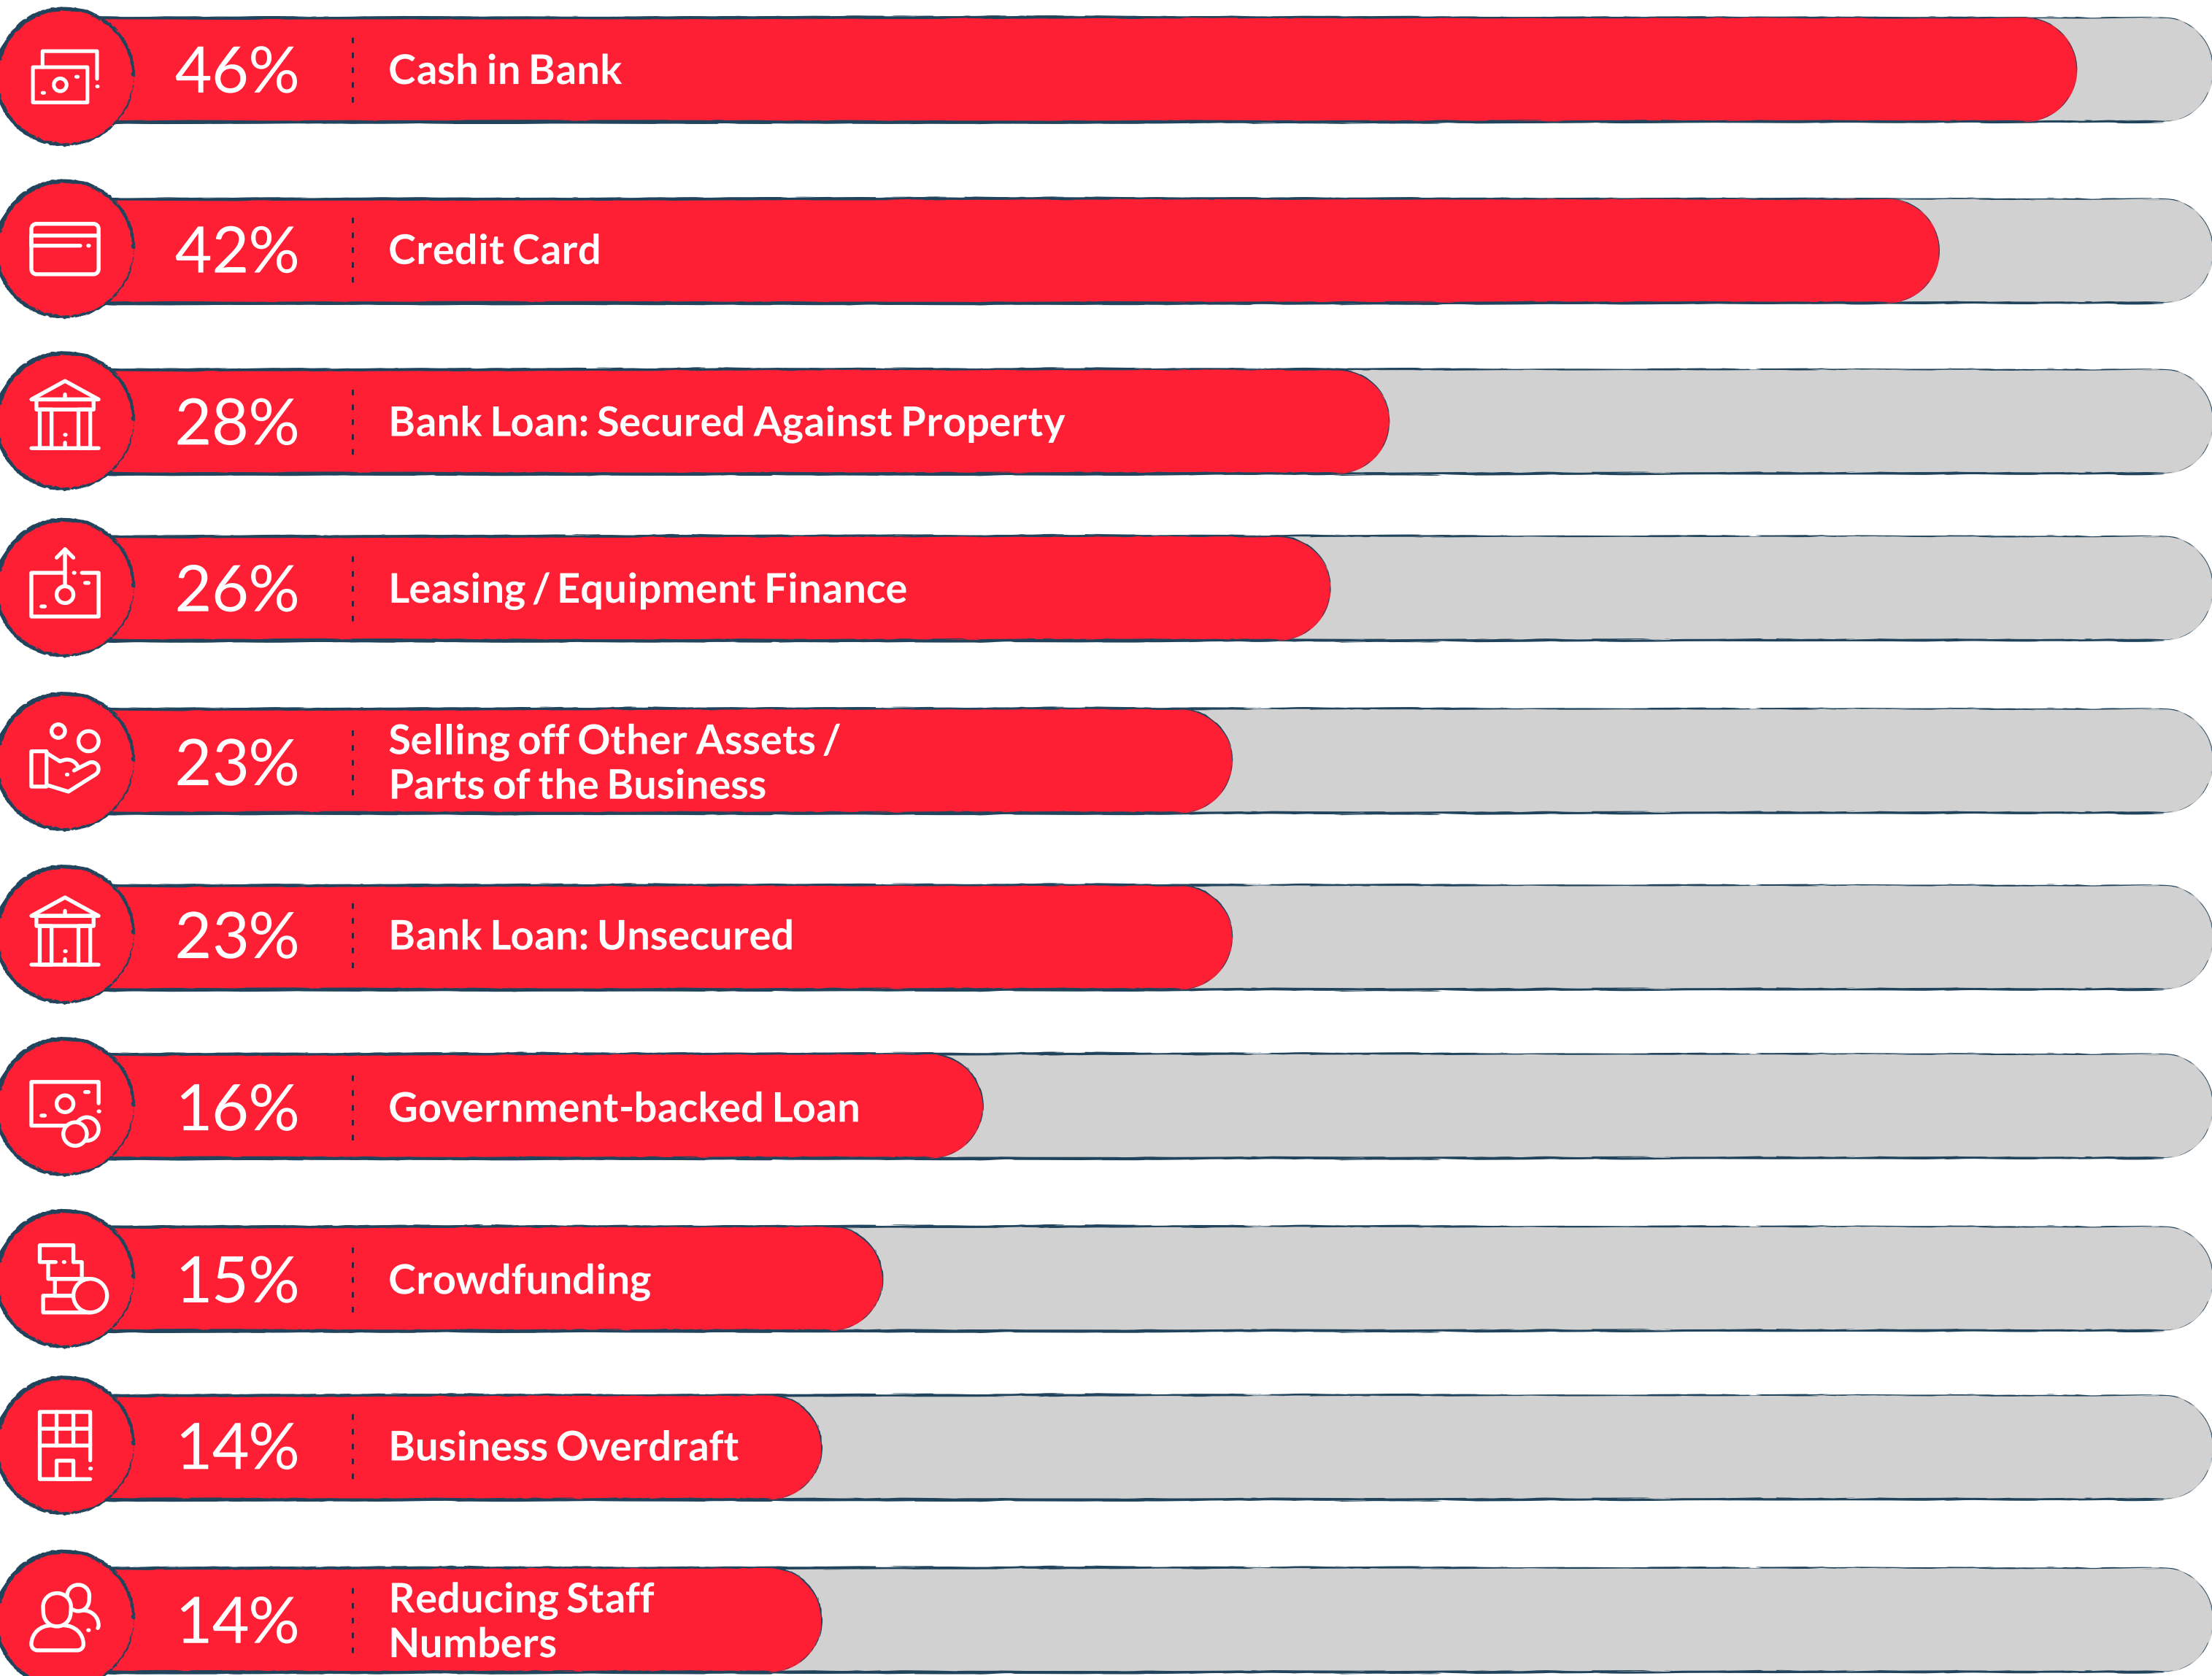 46% Cash in Bank
42% Credit Card
28% Bank Loan: Secured Against Property
26% Leasing / Equipment Finance
23% Selling off Other Assets /
Parts of the Business
23% Bank Loan: Unsecured
16% Government-backed Loan
15% Crowdfunding
14% Business Overdraft
14% Reducing Staff
Numbers